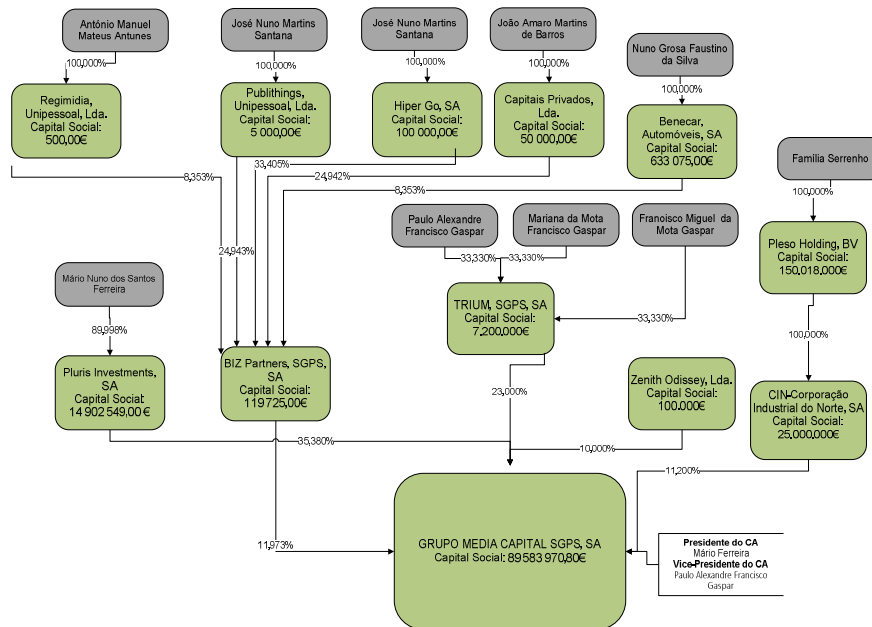 António Manuel
Mateus Antunes
José Nuno Martins
Santana
José Nuno Martins
Santana
João Amaro Martins
de Barros
Nuno Grosa Faustino
da Silva
100,000%
100,000%
100,000%
100,000%
100,000%
Regimidia,
Unipessoal, Lda.
Capital Social:
500,00€
Publithings,
Unipessoal, Lda.
Capital Social:
5 000,00€
Hiper Go, SA
Capital Social:
100 000,00€
Capitais Privados,
Lda.
Capital Social:
50 000,00€
Benecar,
Automóveis, SA
Capital Social:
633 075,00€
Família Serrenho
8,353%
33,405%
24,942%
8,353%
24,943%
100,000%
Paulo Alexandre
Francisco Gaspar
Mariana da Mota
Francisco Gaspar
Francisco Miguel da
Mota Gaspar
Pleso Holding, BV
Capital Social:
150.018.000€
33,330%
33,330%
33,330%
Mário Nuno dos Santos
Ferreira
TRIUM, SGPS, SA
Capital Social:
7.200.000€
89,998%
100,000%
Pluris Investments,
SA
Capital Social:
14 902 549,00 €
BIZ Partners, SGPS,
SA
Capital Social:
119 725,00€
23,000%
Zenith Odissey, Lda.
Capital Social:
100.000€
CIN-Corporação
Industrial do Norte, SA
Capital Social:
25.000.000€
35,380%
10,000%
11,200%
11,973%
GRUPO MEDIA CAPITAL SGPS, SA
Capital Social: 89 583 970,80€
Presidente do CA
Mário Ferreira
Vice-Presidente do CA
Paulo Alexandre Francisco
Gaspar